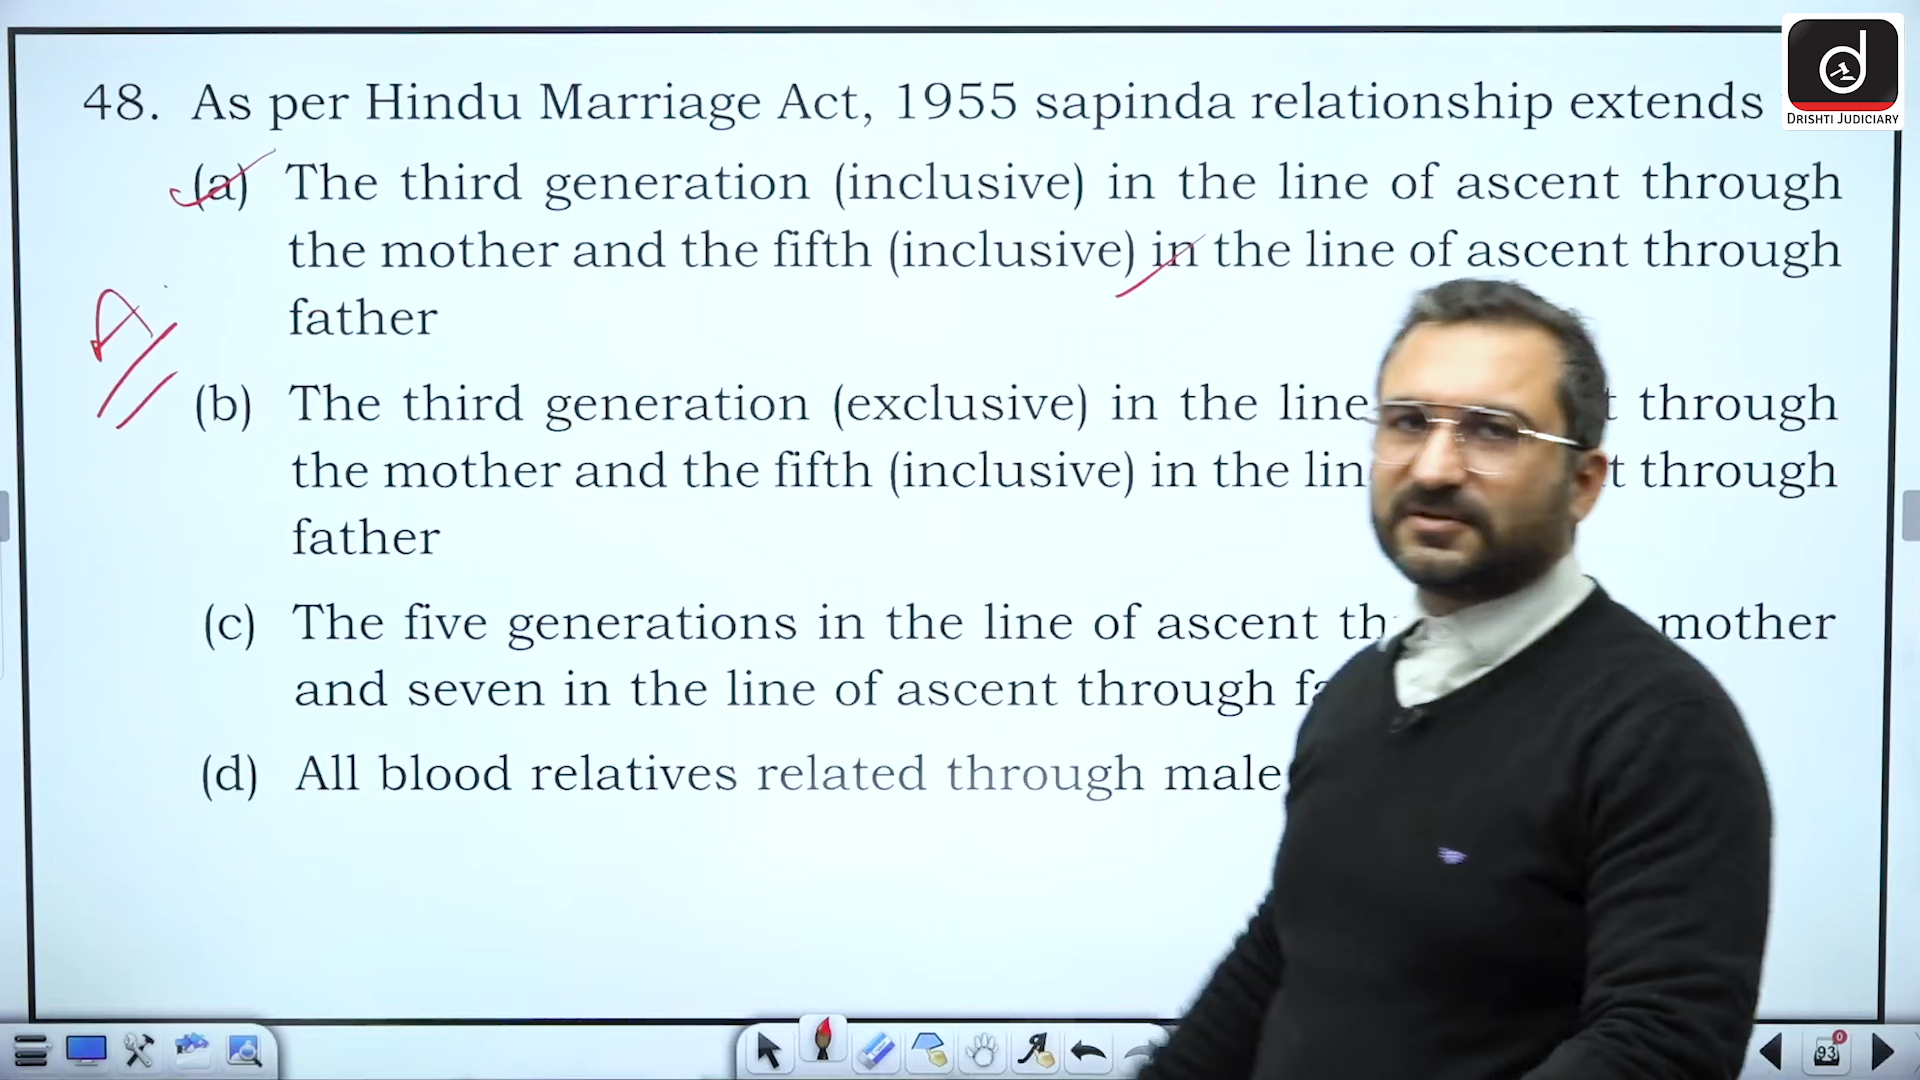 48. As per Hindu Marriage Act, 1955 sapinda relationship extends
(a) The third generation (inclusive) in the line of ascent through
the mother and the fifth (inclusive) in the line of ascent through
father
A
(b) The third generation (exclusive) in the line through
the mother and the fifth (inclusive) in the through
father
(c) The five generations in the line of ascent mother
and seven in the line of ascent through
(d) All blood relatives related through male
DRISHTI JUDICIARY
93
0